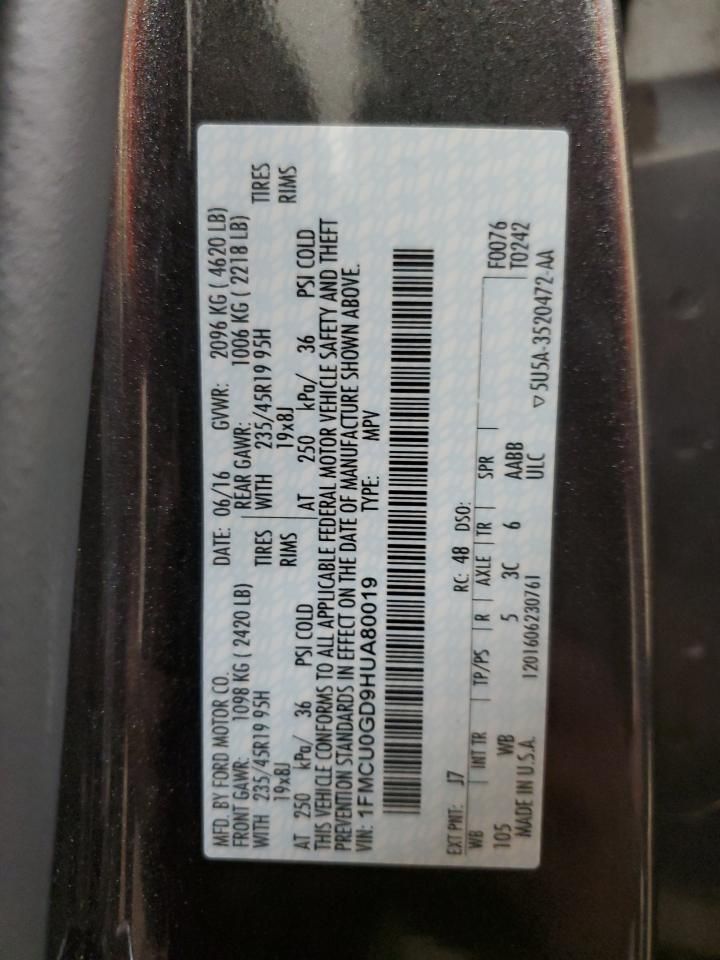 MFD. BY FORD MOTOR CO. DATE: 06/16 GVWR: 2096 KG ( 4620 LB)
FRONT GAWR: 1098 KG ( 2420 LB) REAR GAWR: 1006 KG ( 2218 LB)
WITH 235/45R19 95H TIRES WITH 235/45R19 95H TIRES
19x8J RIMS 19x8J RIMS
AT 250 kPa/ 36 PSI COLD AT 250 kPa/ 36 PSI COLD
THIS VEHICLE CONFORMS TO ALL APPLICABLE FEDERAL MOTOR VEHICLE SAFETY AND THEFT
PREVENTION STANDARDS IN EFFECT ON THE DATE OF MANUFACTURE SHOWN ABOVE.
VIN: 1FMCU0GD9HUA80019 TYPE: MPV
EXT PNT: J7 RC: 48 DSO:
WB INT TR TP/PS R AXLE TR SPR F0076
105 WB 5 3C 6 AABB T0242
MADE IN U.S.A. 1201606230761 ULC
▽5U5A-3520472-AA